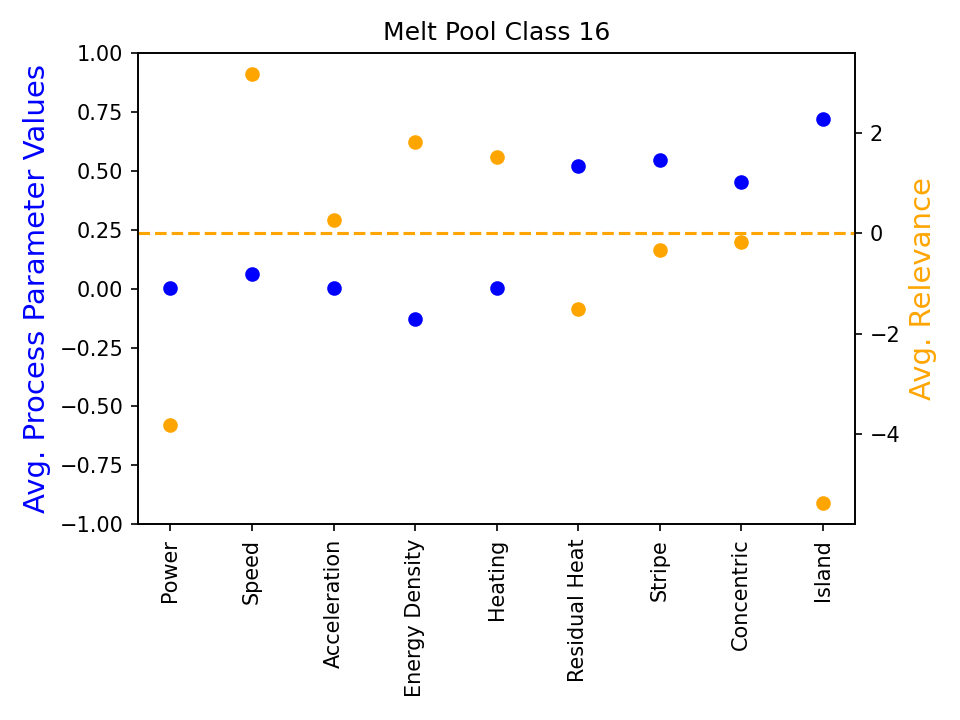 Melt Pool Class 16
Avg. Process Parameter Values
1.00
0.75
0.50
0.25
0.00
−0.25
−0.50
−0.75
−1.00
2
0
−2
−4
Avg. Relevance
Power
Speed
Acceleration
Energy Density
Heating
Residual Heat
Stripe
Concentric
Island